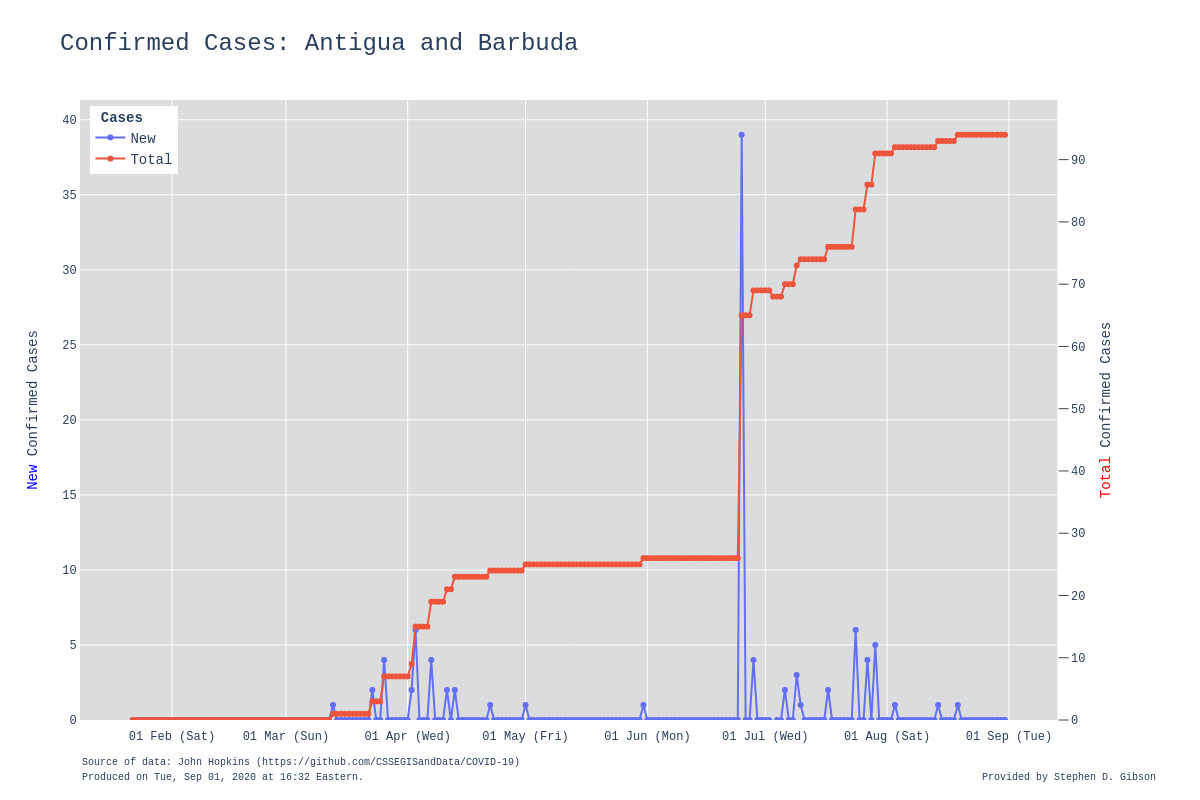 Confirmed Cases: Antigua and Barbuda
Cases
New
Total
40
35
30
25
20
15
10
5
0
New Confirmed Cases
90
80
70
60
50
40
30
20
10
0
Total Confirmed Cases
01 Feb (Sat) 01 Mar (Sun) 01 Apr (Wed) 01 May (Fri) 01 Jun (Mon) 01 Jul (Wed) 01 Aug (Sat) 01 Sep (Tue)
Source of data: John Hopkins (https://github.com/CSSEGISandData/COVID-19)
Produced on Tue, Sep 01, 2020 at 16:32 Eastern.
Provided by Stephen D. Gibson